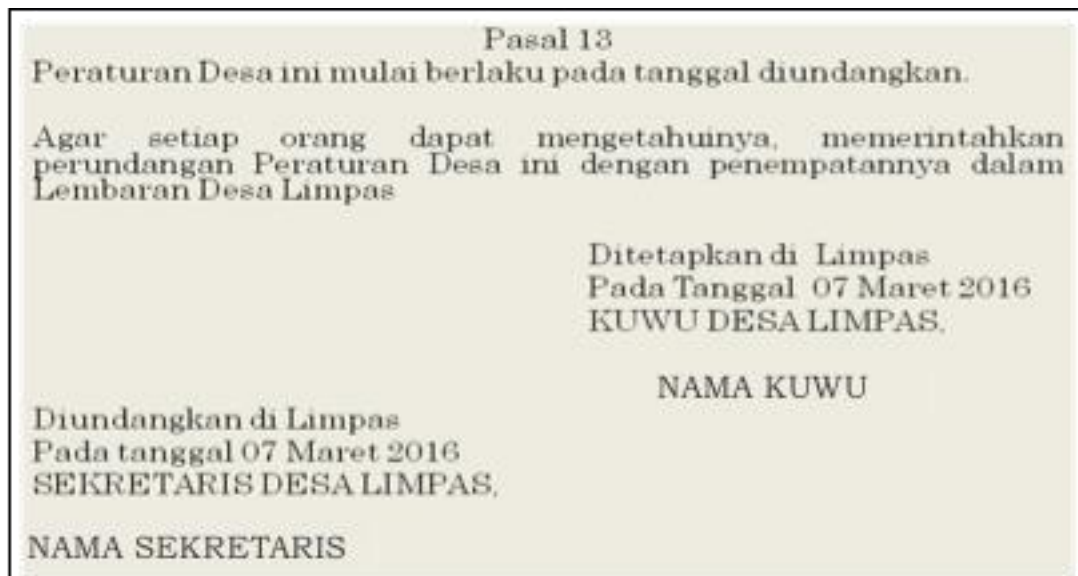 Pasal 13
Peraturan Desa ini mulai berlaku pada tanggal diundangkan.
Agar setiap orang dapat mengetahuinya, memerintahkan
perundangan Peraturan Desa ini dengan penempatannya dalam
Lembaran Desa Limpas
Ditetapkan di Limpas
Pada Tanggal 07 Maret 2016
KUWU DESA LIMPAS,
NAMA KUWU
Diundangkan di Limpas
Pada tanggal 07 Maret 2016
SEKRETARIS DESA LIMPAS,
NAMA SEKRETARIS